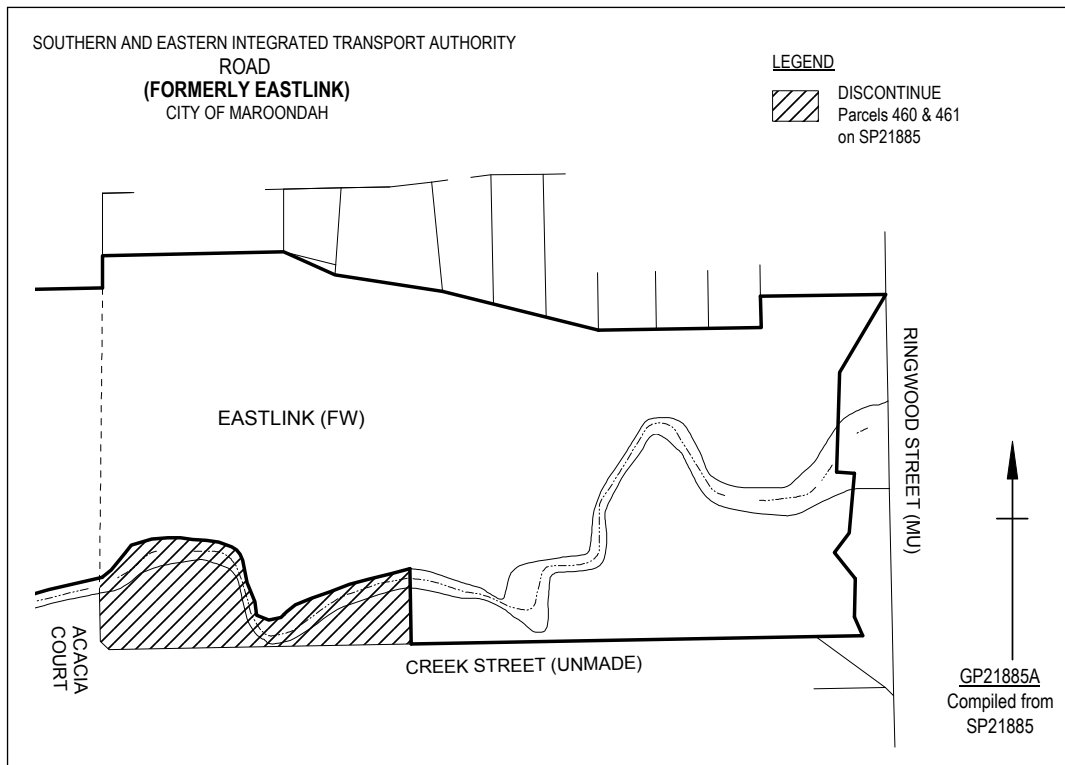 SOUTHERN AND EASTERN INTEGRATED TRANSPORT AUTHORITY
ROAD
(FORMERLY EASTLINK)
CITY OF MAROONDAH
LEGEND
DISCONTINUE
Parcels 460 & 461
on SP21885
EASTLINK (FW)
RINGWOOD STREET (MU)
ACACIA
COURT
CREEK STREET (UNMADE)
GP21885A
Compiled from
SP21885